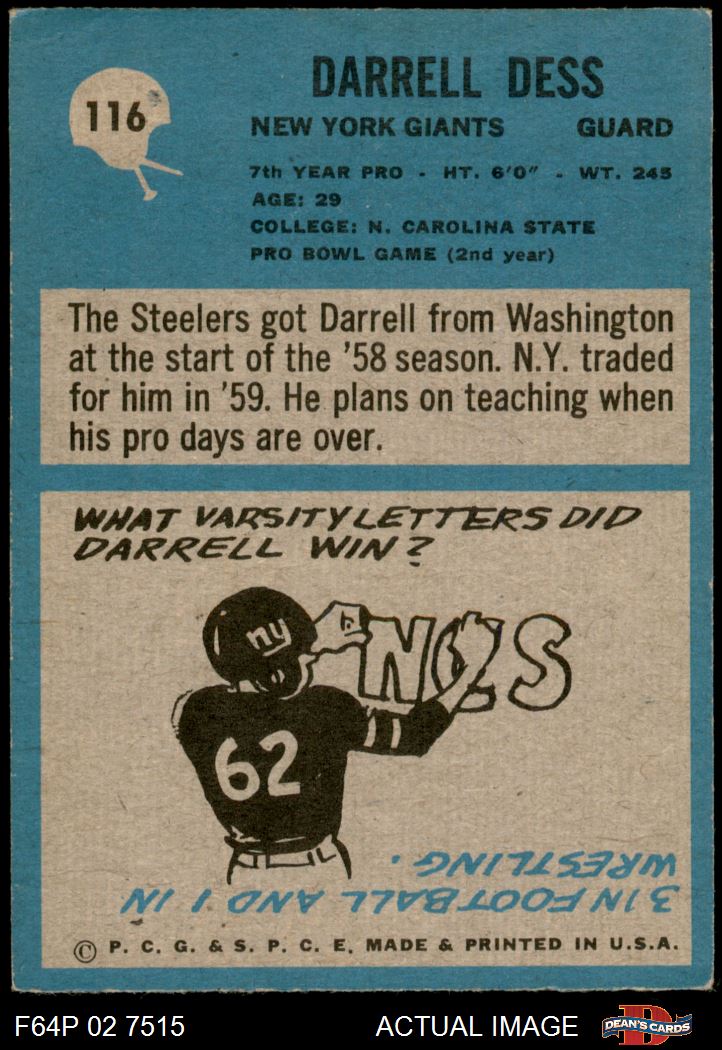 116
DARRELL DESS
NEW YORK GIANTS GUARD
7th YEAR PRO - HT. 6'0" - WT. 245
AGE: 29
COLLEGE: N. CAROLINA STATE
PRO BOWL GAME (2nd year)
The Steelers got Darrell from Washington
at the start of the '58 season. N.Y. traded
for him in '59. He plans on teaching when
his pro days are over.
WHAT VARSITY LETTERS DID
DARRELL WIN?
ny
NCS
62
3 IN FOOTBALL AND 1 IN
WRESTLING.
© P. C. G. & S. P. C. E. MADE & PRINTED IN U.S.A.
F64P 02 7515 ACTUAL IMAGE D DEAN'S CARDS